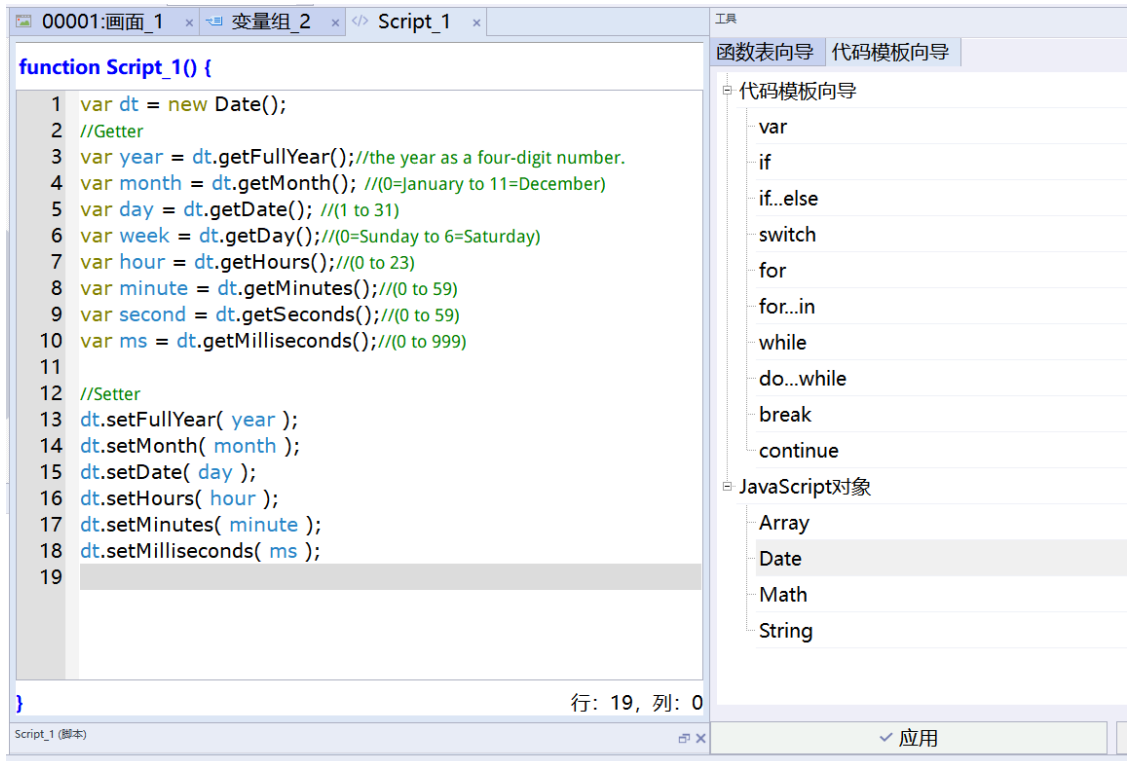 00001:画面_1 × 变量组_2 × Script_1 ×
function Script_1() {
1 var dt = new Date();
2 //Getter
3 var year = dt.getFullYear();//the year as a four-digit number.
4 var month = dt.getMonth(); //(0=January to 11=December)
5 var day = dt.getDate(); //(1 to 31)
6 var week = dt.getDay();//(0=Sunday to 6=Saturday)
7 var hour = dt.getHours();//(0 to 23)
8 var minute = dt.getMinutes();//(0 to 59)
9 var second = dt.getSeconds();//(0 to 59)
10 var ms = dt.getMilliseconds();//(0 to 999)
11
12 //Setter
13 dt.setFullYear( year );
14 dt.setMonth( month );
15 dt.setDate( day );
16 dt.setHours( hour );
17 dt.setMinutes( minute );
18 dt.setMilliseconds( ms );
19
}
行：19，列：0
Script_1 (脚本)
工具
函数表向导 代码模板向导
代码模板向导
var
if
if...else
switch
for
for...in
while
do...while
break
continue
JavaScript对象
Array
Date
Math
String
应用